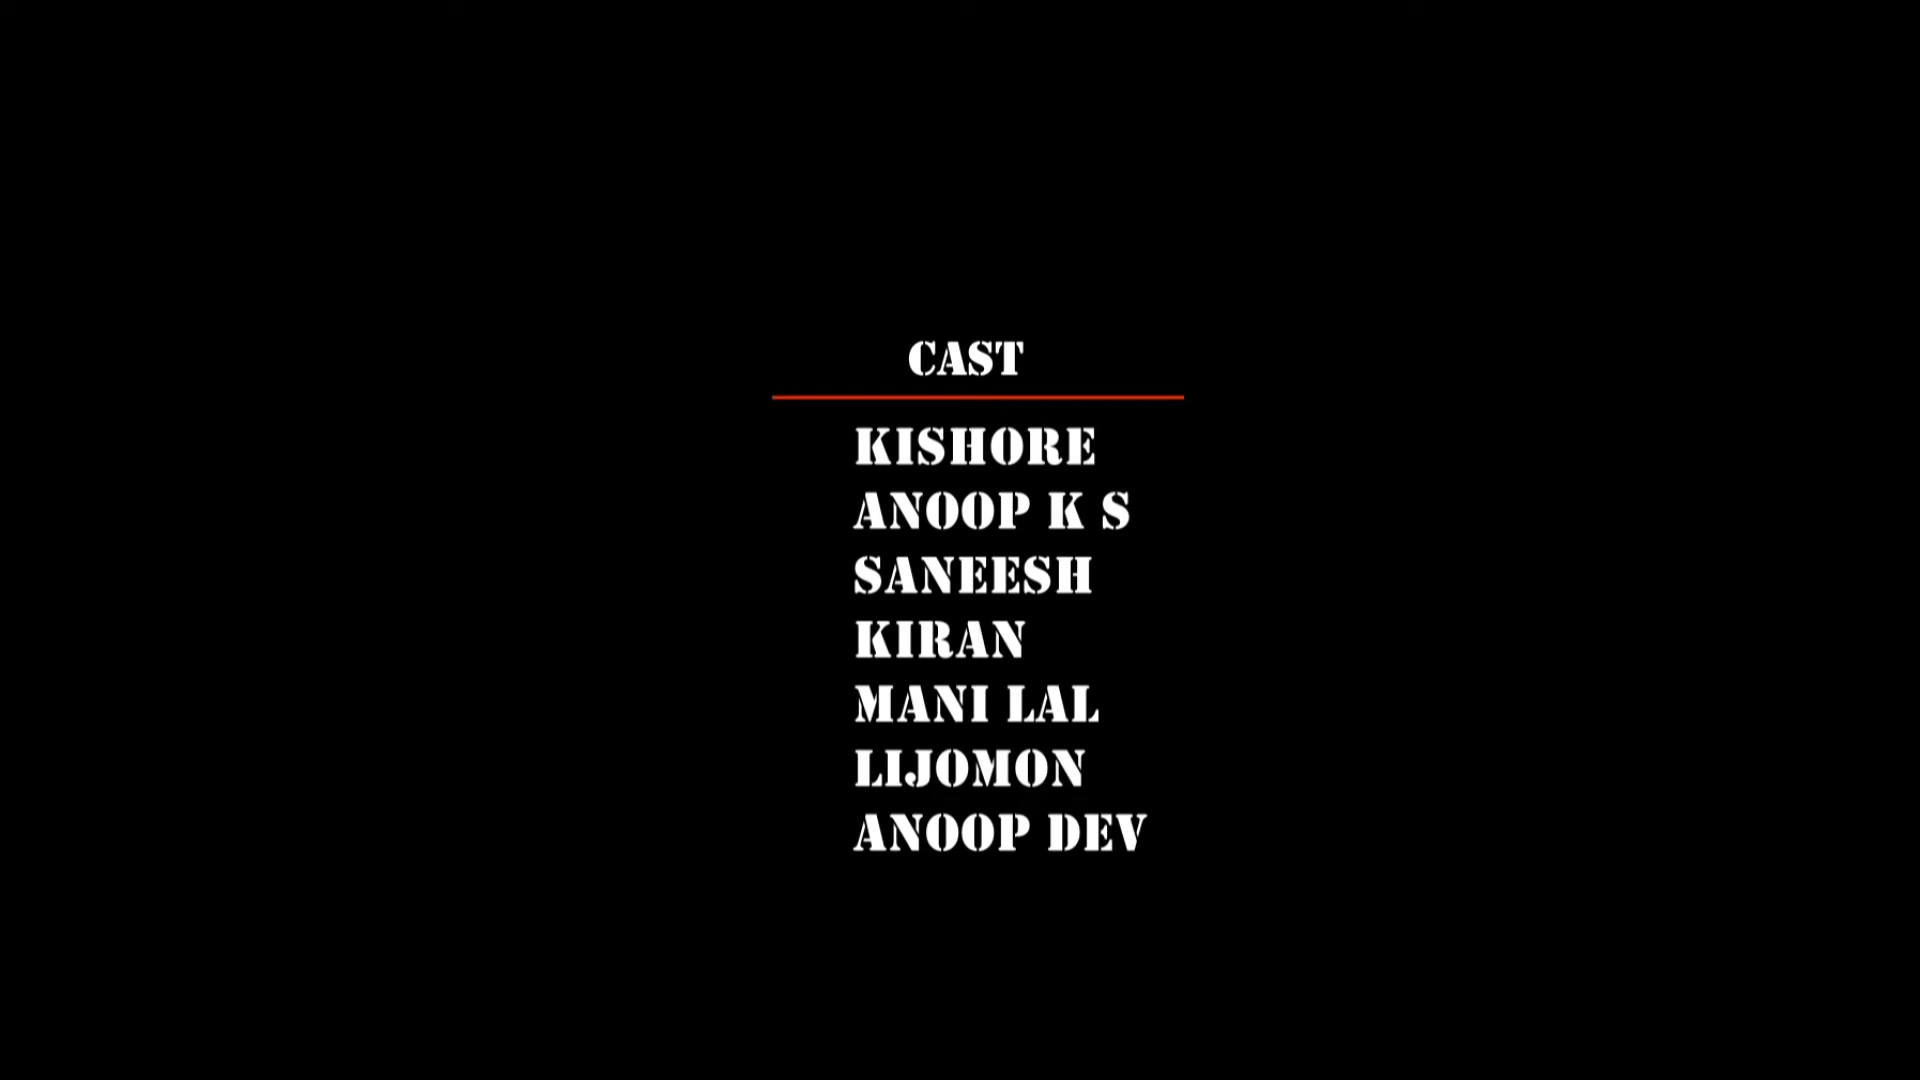 CAST
KISHORE
ANOOP K S
SANEESH
KIRAN
MANI LAL
LIJOMON
ANOOP DEV